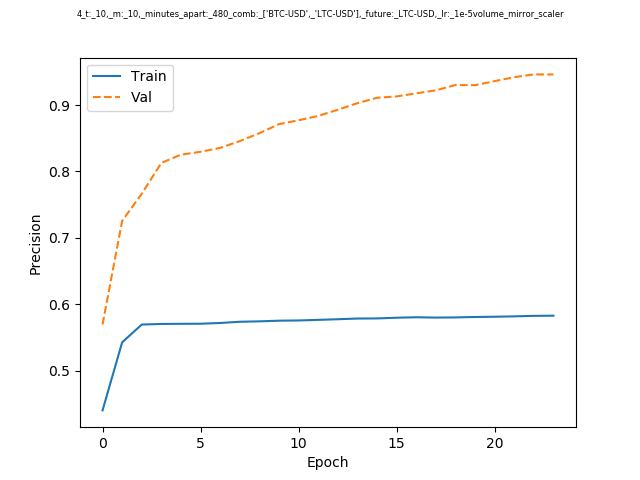 4_t:_10,_m:_10,_minutes_apart:_480_comb:_['BTC-USD',_'LTC-USD'],_future:_LTC-USD,_lr:_1e-5volume_mirror_scaler
Train
Val
0.9
0.8
0.7
0.6
0.5
Precision
0 5 10 15 20
Epoch